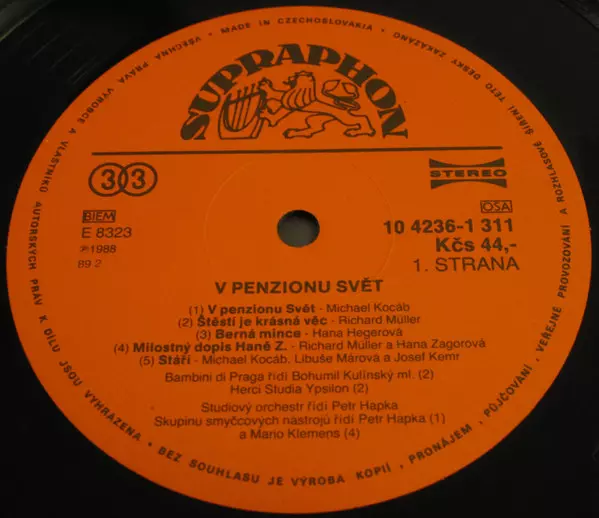 MADE IN CZECHOSLOVAKIA • VŠECHNA PRÁVA VÝROBCE A VLASTNÍKŮ AUTORSKÝCH PRÁV K DÍLU JSOU VYHRAZENA • BEZ SOUHLASU JE VÝROBA KOPIÍ, PRONÁJEM, PŮJČOVÁNÍ, VEŘEJNÉ PROVOZOVÁNÍ A ROZHLASOVÉ ŠÍŘENÍ TÉTO DESKY ZAKÁZÁNO
SUPRAPHON
33
STEREO
BIEM
OSA
E 8323
10 4236-1 311
℗1988
Kčs 44,-
89 2
1. STRANA
V PENZIONU SVĚT
(1) V penzionu Svět - Michael Kocáb
(2) Štěstí je krásná věc - Richard Müller
(3) Berná mince - Hana Hegerová
(4) Milostný dopis Haně Z. - Richard Müller a Hana Zagorová
(5) Stáří - Michael Kocáb, Libuše Márová a Josef Kemr
Bambini di Praga řídí Bohumil Kulínský ml. (2)
Herci Studia Ypsilon (2)
Studiový orchestr řídí Petr Hapka
Skupinu smyčcových nástrojů řídí Petr Hapka (1)
a Mario Klemens (4)